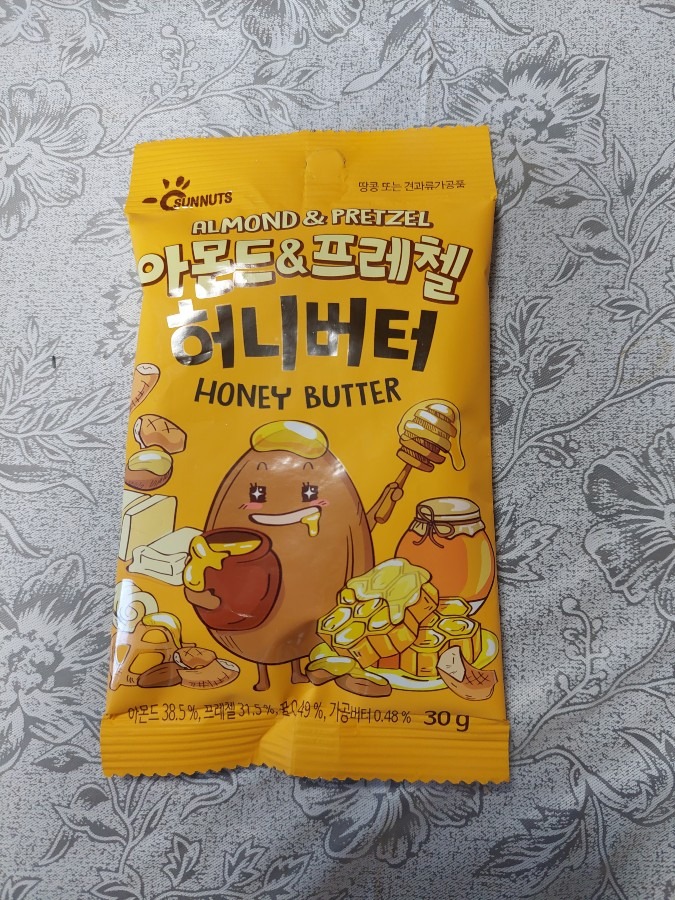 SUNNUTS
땅콩 또는 견과류가공품
ALMOND & PRETZEL
아몬드&프레첼
허니버터
HONEY BUTTER
아몬드 38.5%, 프레첼 31.5%, 꿀 0.49%, 가공버터 0.48% 30 g